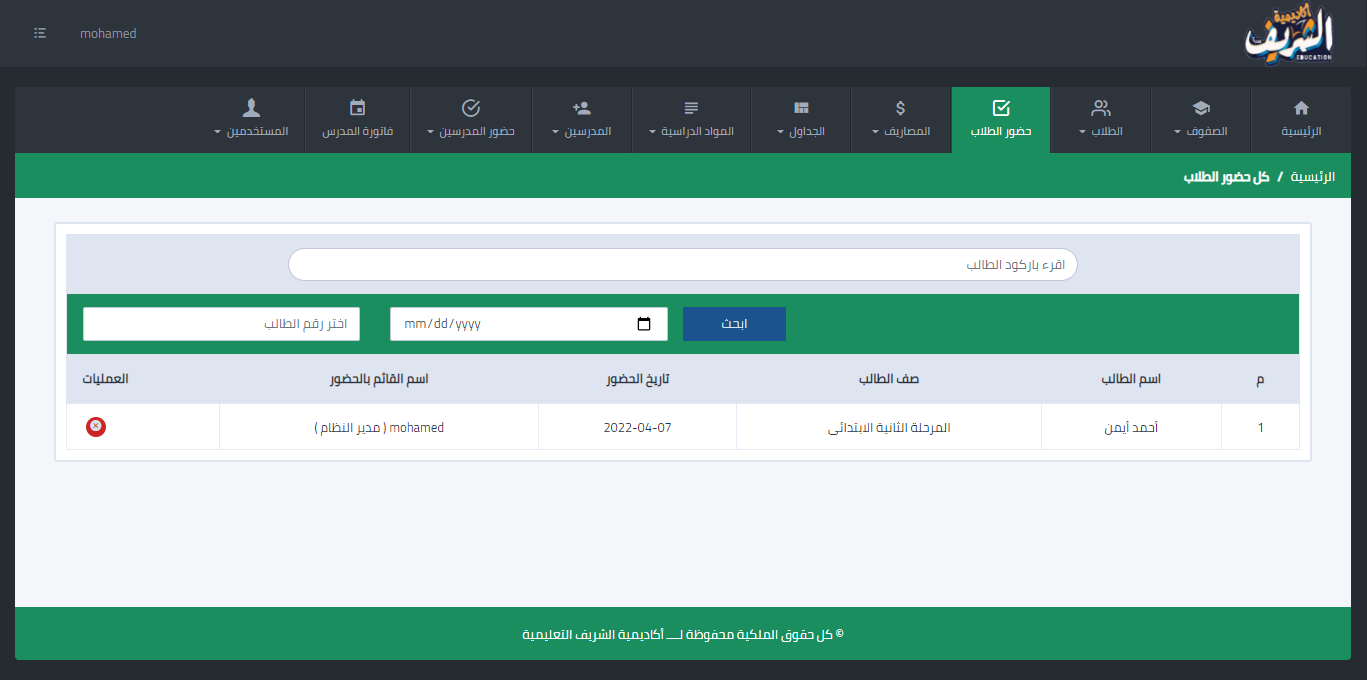 mohamed
أكاديمية
الشريف
EDUCATION
الرئيسية
الصفوف
الطلاب
حضور الطلاب
المصاريف
الجداول
المواد الدراسية
المدرسين
حضور المدرسين
فاتورة المدرس
المستخدمين
الرئيسية / كل حضور الطلاب
اقرء باركود الطالب
ابحث mm/dd/yyyy اختر رقم الطالب
م اسم الطالب صف الطالب تاريخ الحضور اسم القائم بالحضور العمليات
1 أحمد أيمن المرحلة الثانية الابتدائى 2022-04-07 mohamed ( مدير النظام )
© كل حقوق الملكية محفوظة لــــ أكاديمية الشريف التعليمية